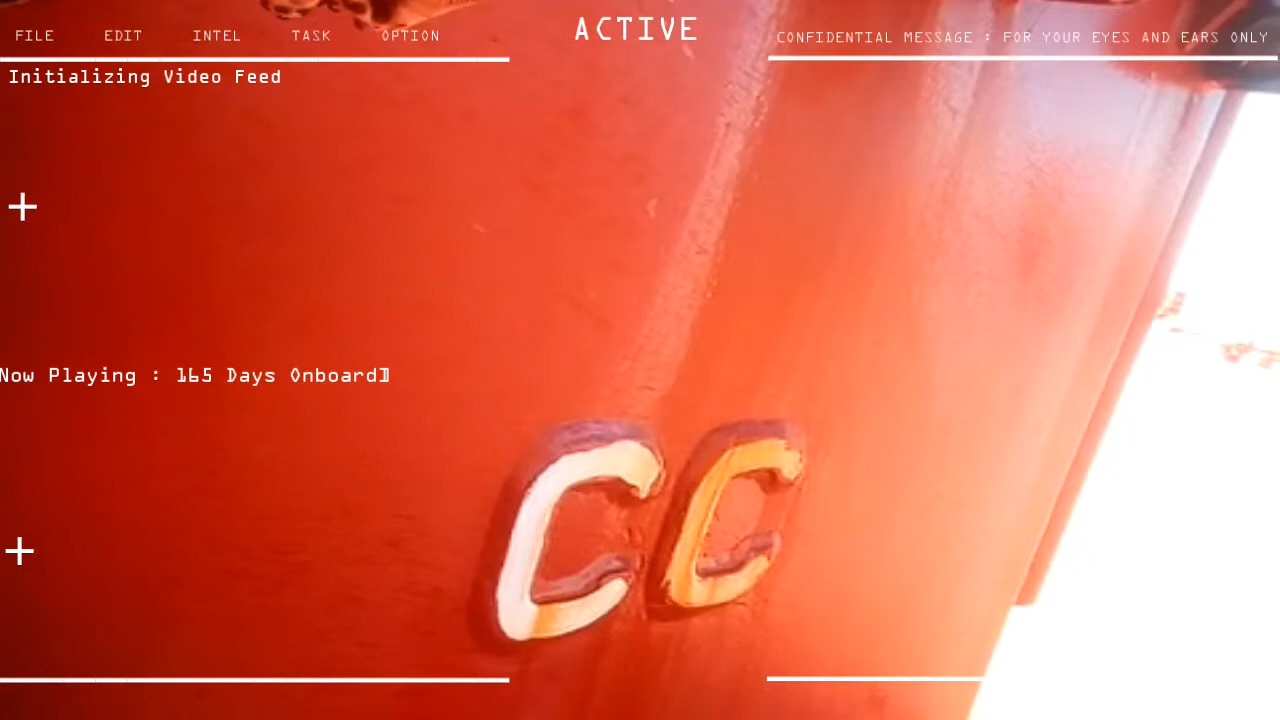 FILE EDIT INTEL TASK OPTION
ACTIVE
CONFIDENTIAL MESSAGE : FOR YOUR EYES AND EARS ONLY
Initializing Video Feed
Now Playing : 165 Days Onboard
CC